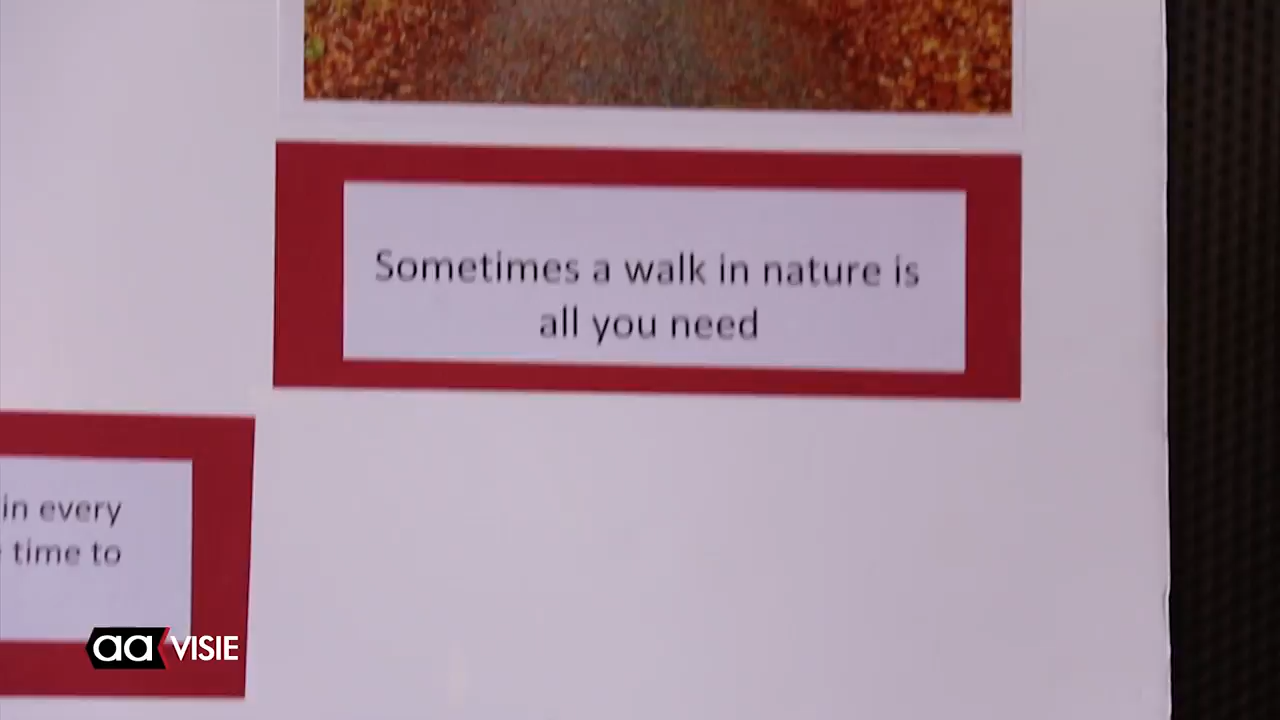 Sometimes a walk in nature is
all you need
in every
time to
aa VISIE